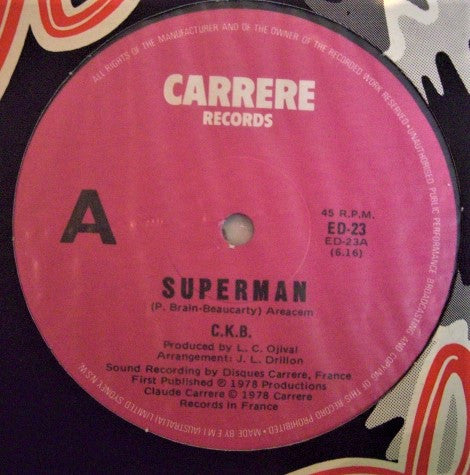 ALL RIGHTS OF THE MANUFACTURER AND OF THE OWNER OF THE RECORDED WORK RESERVED • UNAUTHORISED PUBLIC PERFORMANCE BROADCASTING AND COPYING OF THIS RECORD PROHIBITED •
CARRERE
RECORDS
A
45 R.P.M.
ED-23
ED-23A
(6.16)
SUPERMAN
(P. Brain-Beaucarty) Areacem
C.K.B.
Produced by L. C. Ojival
Arrangement: J. L. Drillon
Sound Recording by Disques Carrere, France
First Published Ⓟ 1978 Productions
Claude Carrere © 1978 Carrere
Records in France
MADE BY EMI (AUSTRALIA) LIMITED SYDNEY N.S.W.